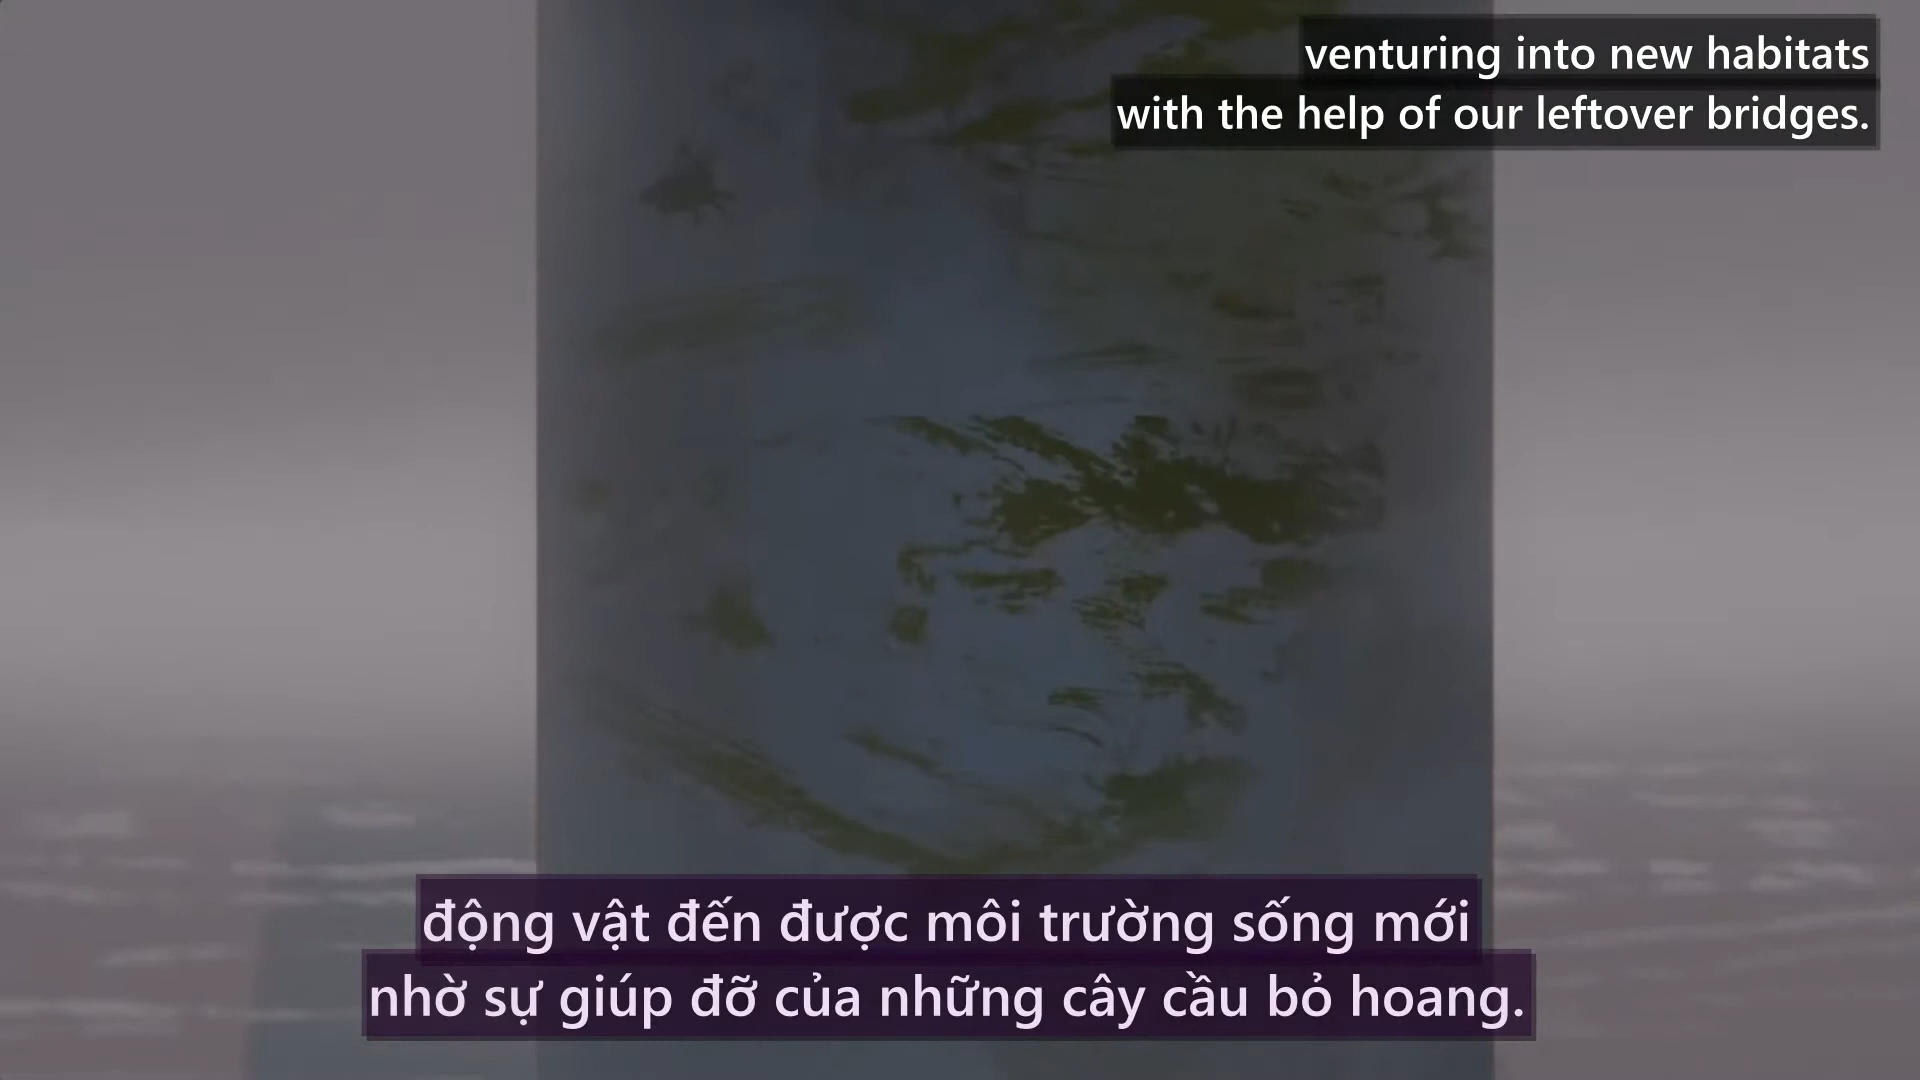 venturing into new habitats
with the help of our leftover bridges.
động vật đến được môi trường sống mới
nhờ sự giúp đỡ của những cây cầu bỏ hoang.